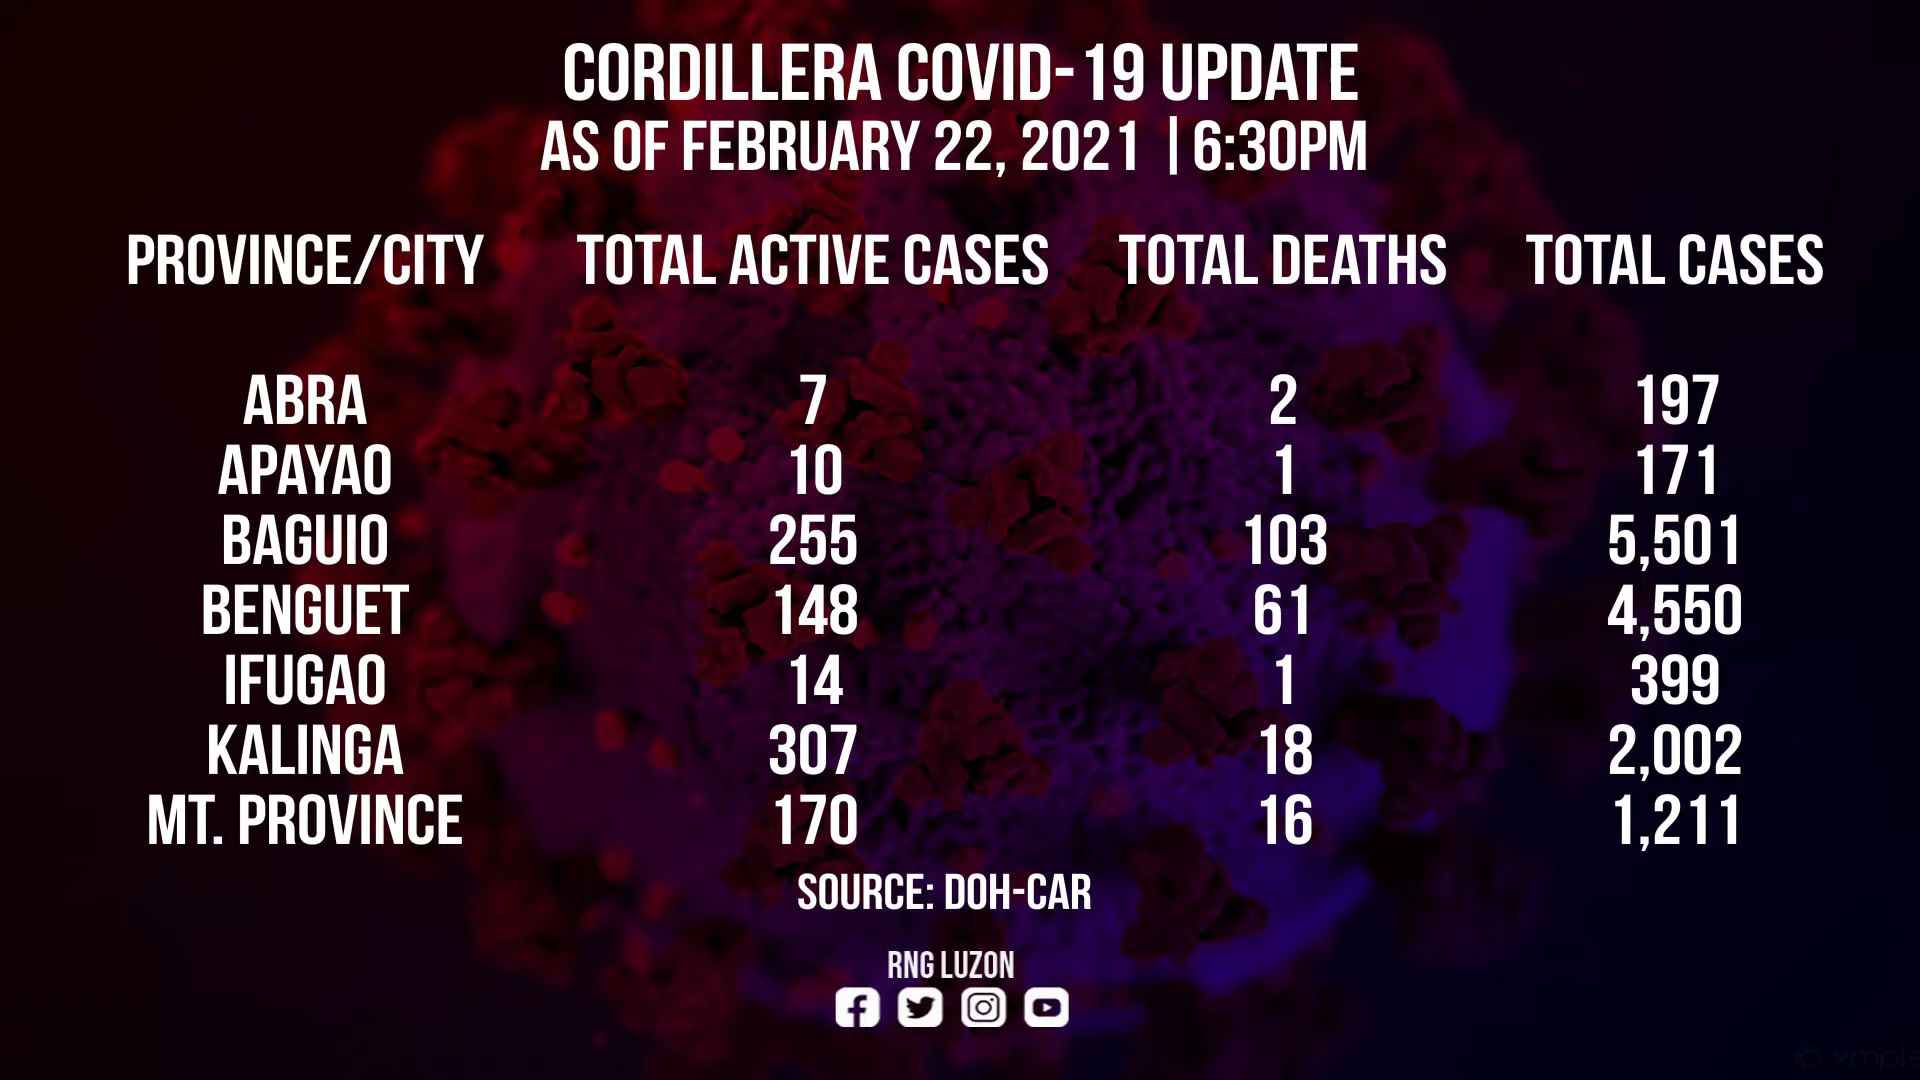 CORDILLERA COVID-19 UPDATE
AS OF FEBRUARY 22, 2021 | 6:30PM
PROVINCE/CITY TOTAL ACTIVE CASES TOTAL DEATHS TOTAL CASES
ABRA 7 2 197
APAYAO 10 1 171
BAGUIO 255 103 5,501
BENGUET 148 61 4,550
IFUGAO 14 1 399
KALINGA 307 18 2,002
MT. PROVINCE 170 16 1,211
SOURCE: DOH-CAR
RNG LUZON